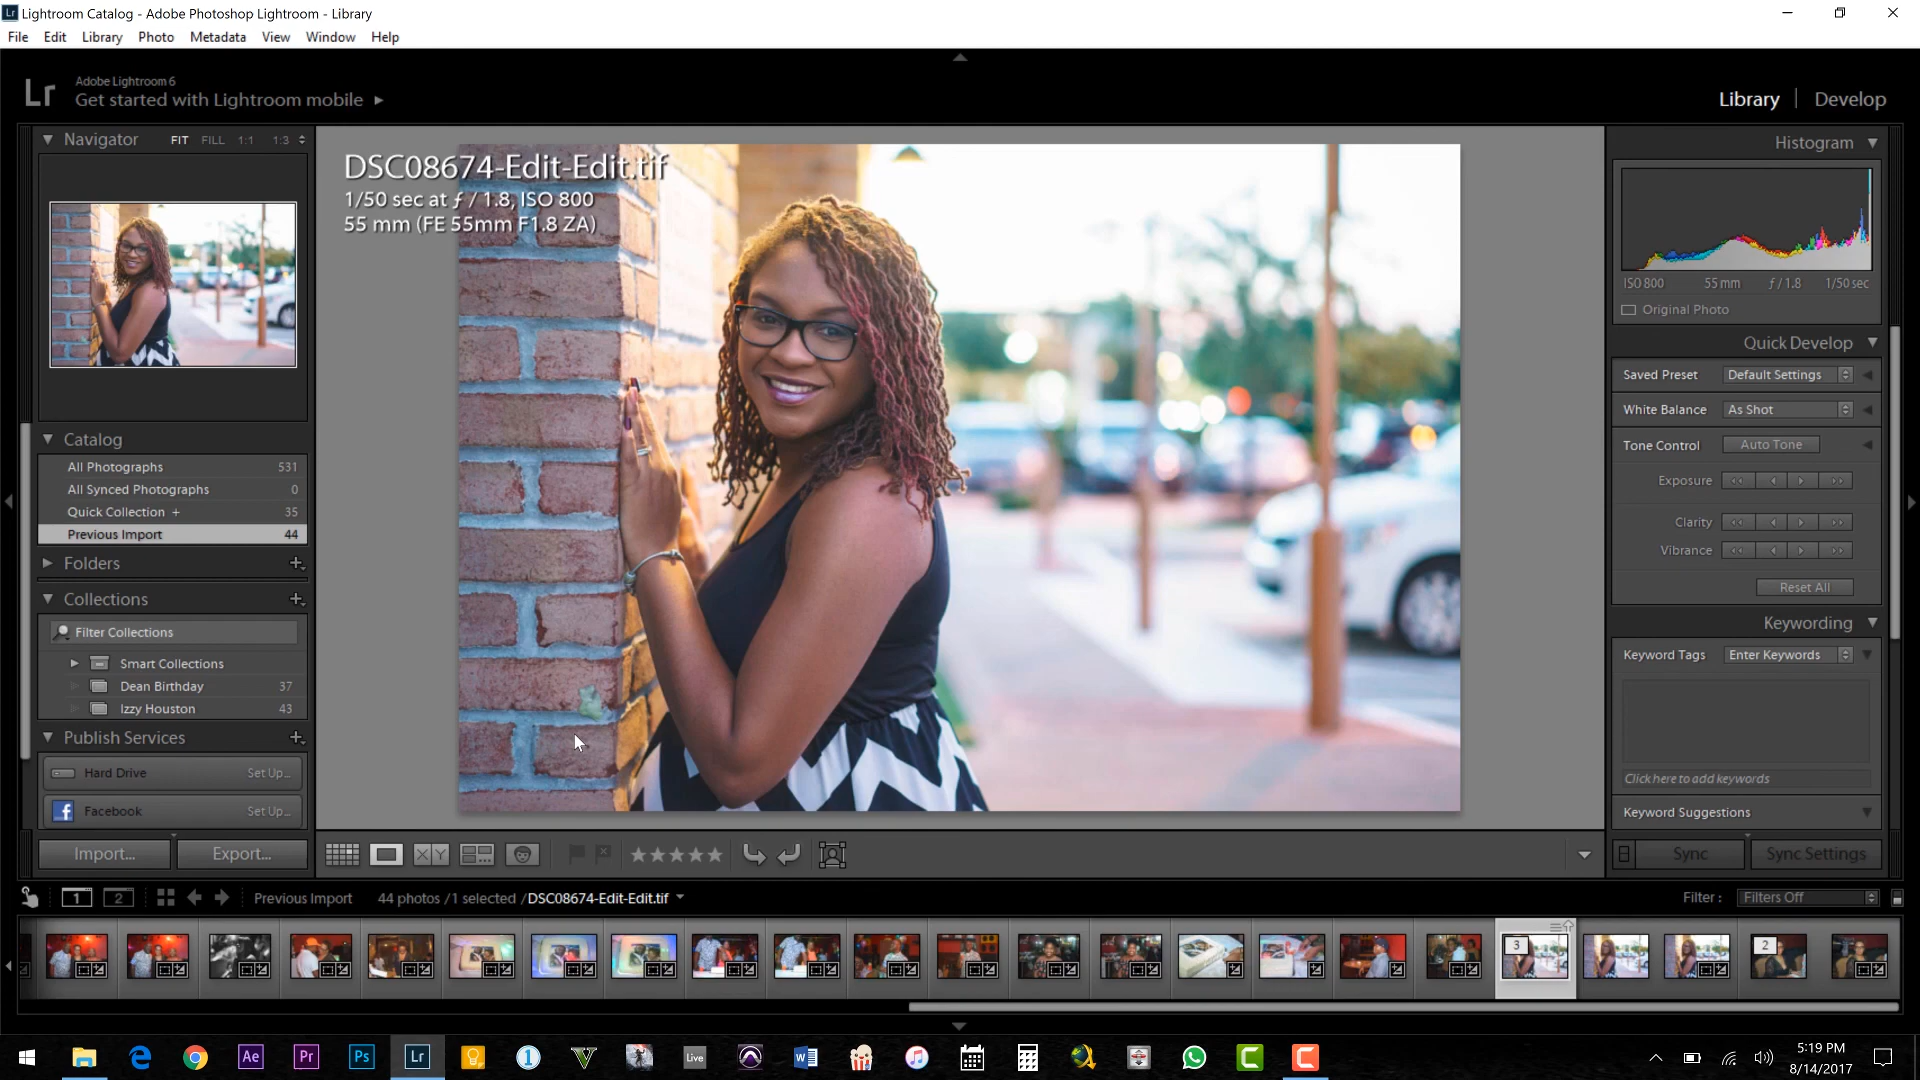 Lr Lightroom Catalog - Adobe Photoshop Lightroom - Library
File Edit Library Photo Metadata View Window Help
Lr Adobe Lightroom 6
Get started with Lightroom mobile
Library | Develop
Navigator FIT FILL 1:1 1:3
DSC08674-Edit-Edit.tif
1/50 sec at ƒ / 1.8, ISO 800
55 mm (FE 55mm F1.8 ZA)
Catalog
All Photographs 531
All Synced Photographs 0
Quick Collection + 35
Previous Import 44
Folders
Collections
Filter Collections
Smart Collections
Dean Birthday 37
Izzy Houston 43
Publish Services
Hard Drive Set Up...
Facebook Set Up...
Import... Export...
Histogram
ISO 800 55 mm ƒ / 1.8 1/50 sec
Original Photo
Quick Develop
Saved Preset Default Settings
White Balance As Shot
Tone Control Auto Tone
Exposure
Clarity
Vibrance
Reset All
Keywording
Keyword Tags Enter Keywords
Click here to add keywords
Keyword Suggestions
Sync Sync Settings
X Y
1 2 Previous Import 44 photos / 1 selected / DSC08674-Edit-Edit.tif Filter : Filters Off
3 2
Ae Pr Ps Lr 1 Live
5:19 PM
8/14/2017